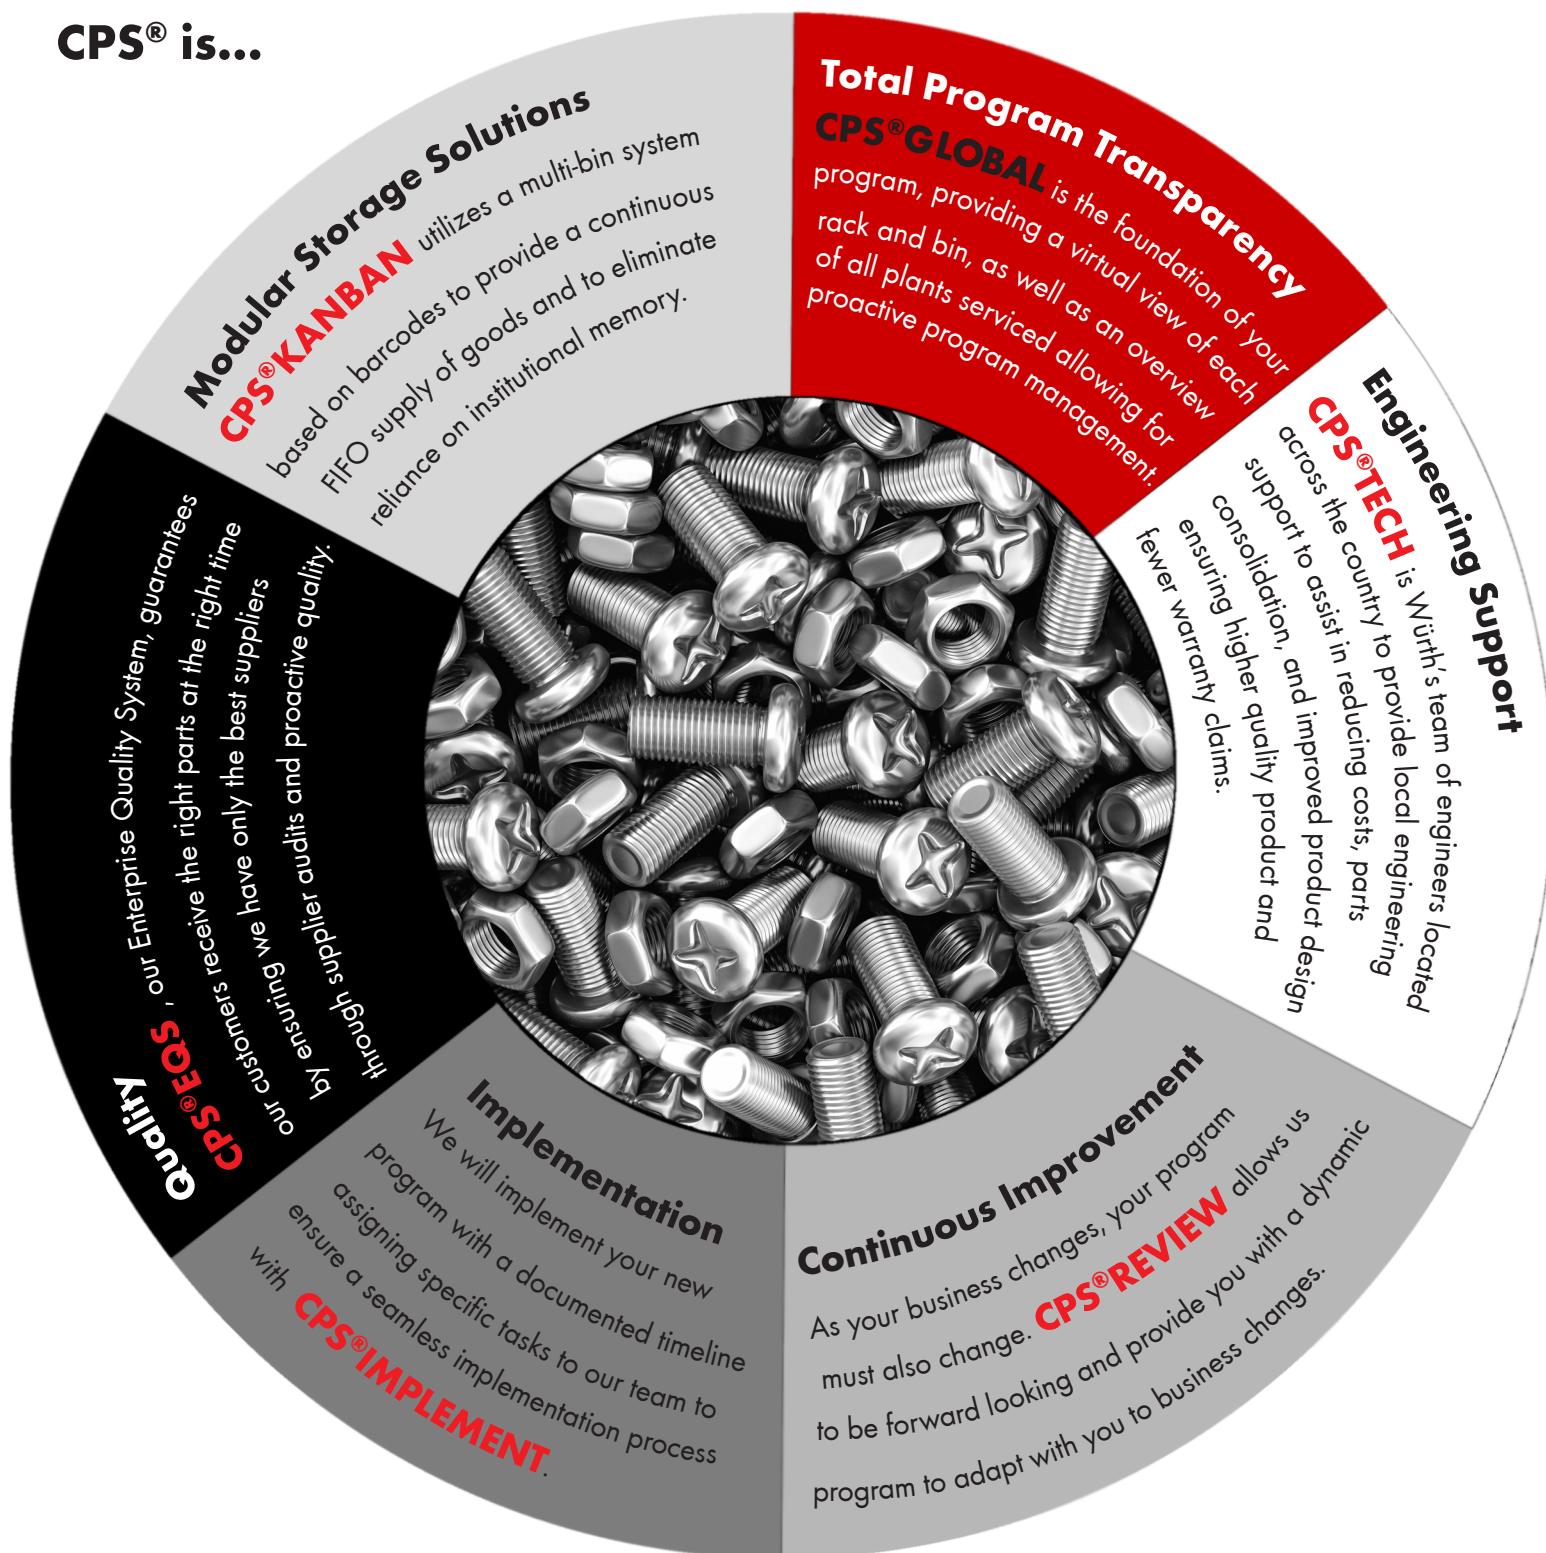 CPS® is...
Total Program Transparency
CPS®GLOBAL is the foundation of your
program, providing a virtual view of each
rack and bin, as well as an overview
of all plants serviced allowing for
proactive program management.
Engineering Support
CPS®TECH is Würth's team of engineers located
across the country to provide local engineering
support to assist in reducing costs, parts
consolidation, and improved product design
ensuring higher quality product and
fewer warranty claims.
Continuous Improvement
As your business changes, your program
must also change. CPS®REVIEW allows us
to be forward looking and provide you with a dynamic
program to adapt with you to business changes.
Implementation
We will implement your new
program with a documented timeline
assigning specific tasks to our team to
ensure a seamless implementation process
with CPS®IMPLEMENT.
Quality
CPS®EQS, our Enterprise Quality System, guarantees
our customers receive the right parts at the right time
by ensuring we have only the best suppliers
through supplier audits and proactive quality.
Modular Storage Solutions
CPS®KANBAN utilizes a multi-bin system
based on barcodes to provide a continuous
FIFO supply of goods and to eliminate
reliance on institutional memory.